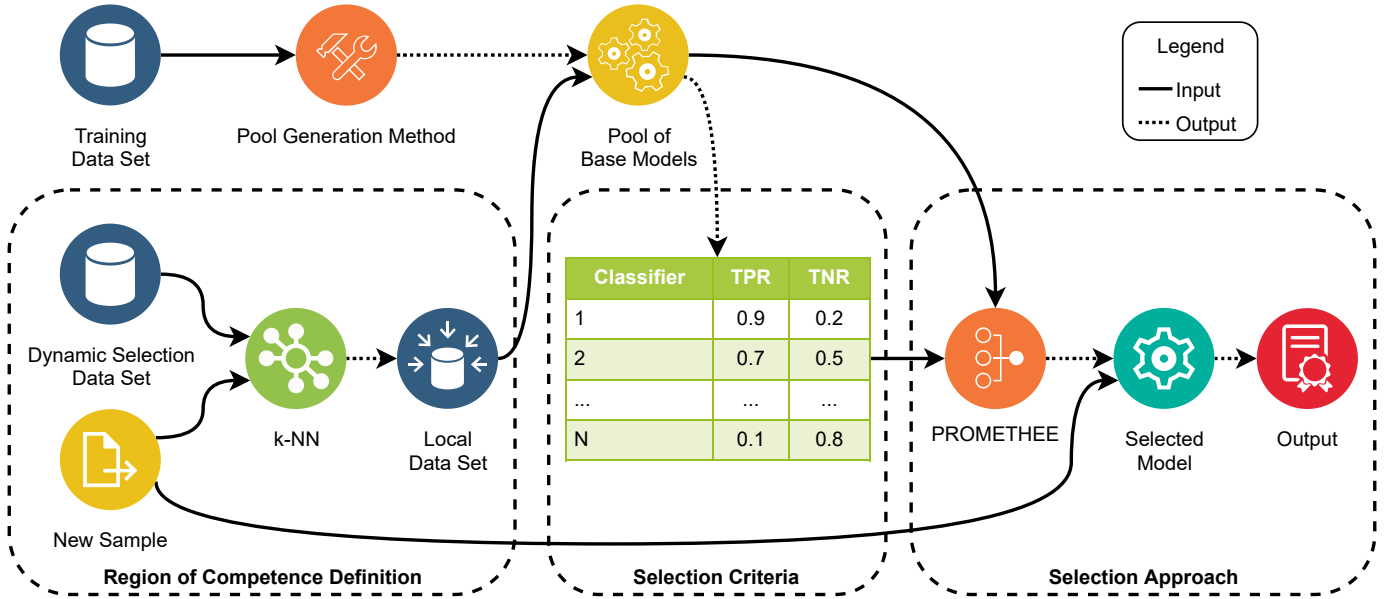 Training
Data Set
Pool Generation Method
Pool of
Base Models
Legend
Input
Output
Dynamic Selection
Data Set
New Sample
k-NN
Local
Data Set
Region of Competence Definition
Classifier TPR TNR
1 0.9 0.2
2 0.7 0.5
... ... ...
N 0.1 0.8
Selection Criteria
PROMETHEE
Selected
Model
Output
Selection Approach